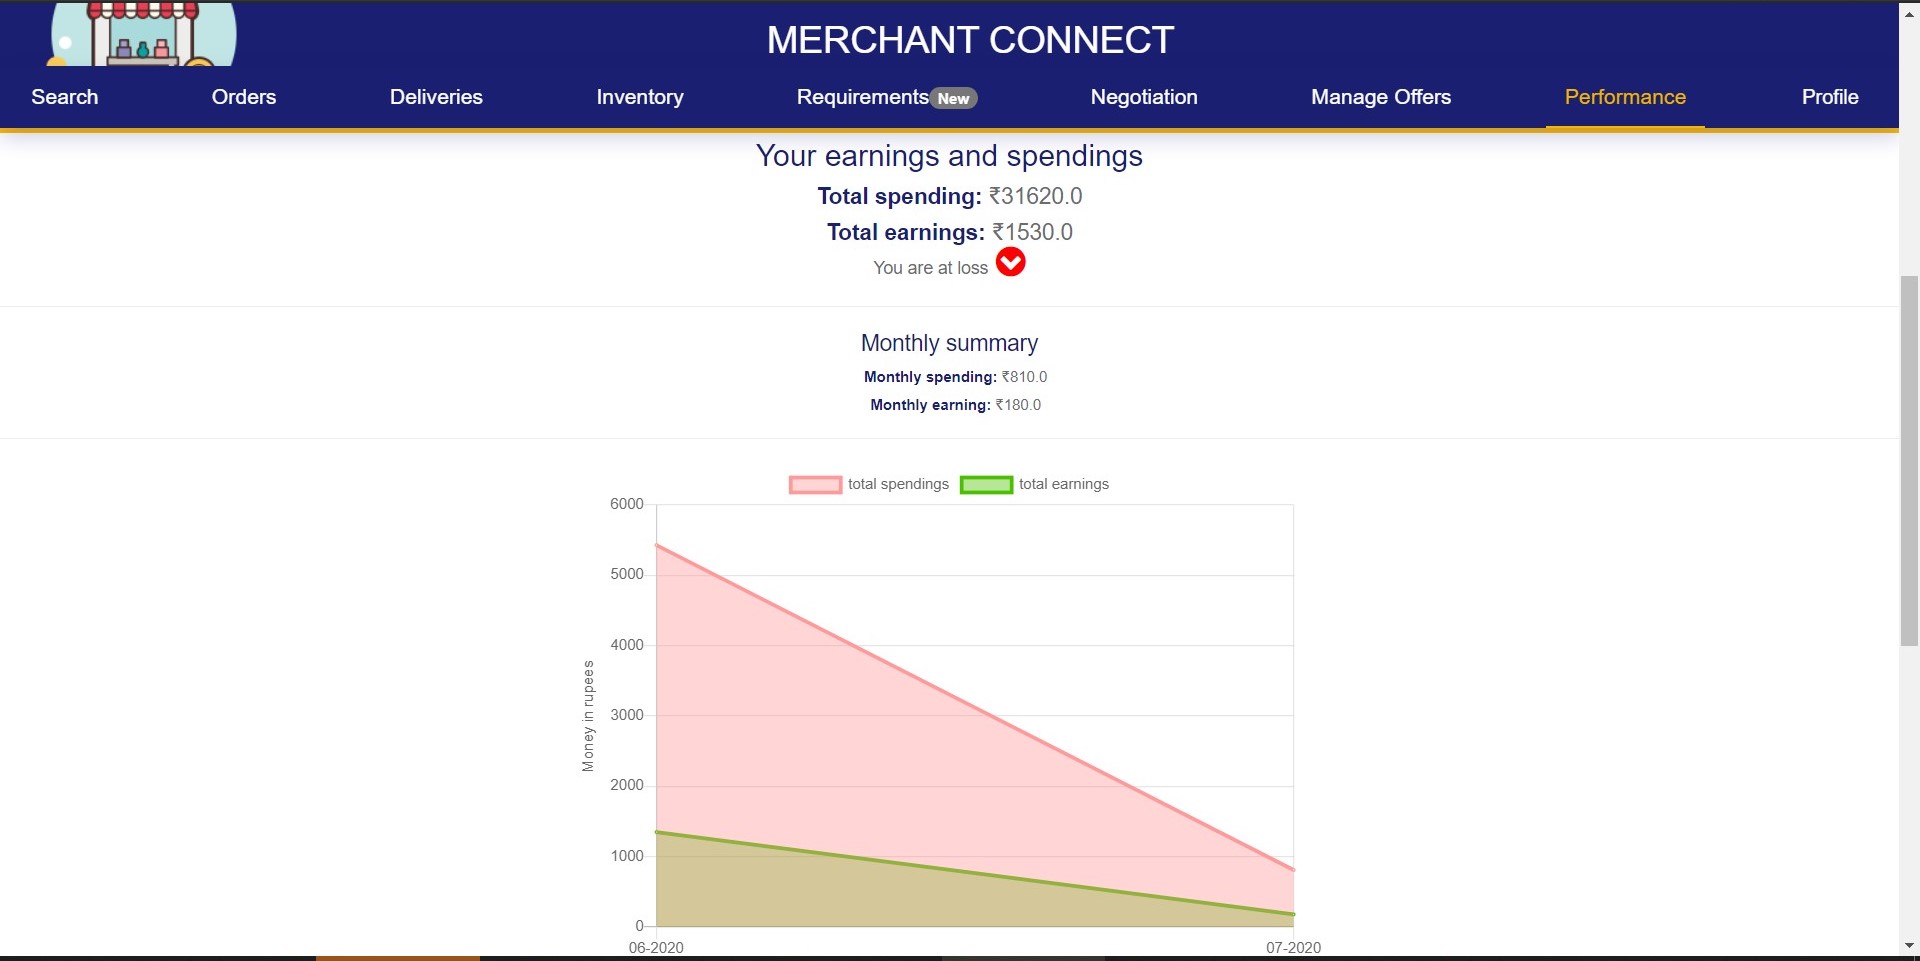 MERCHANT CONNECT
Search Orders Deliveries Inventory Requirements New Negotiation Manage Offers Performance Profile
Your earnings and spendings
Total spending: ₹31620.0
Total earnings: ₹1530.0
You are at loss
Monthly summary
Monthly spending: ₹810.0
Monthly earning: ₹180.0
total spendings total earnings
6000
5000
4000
3000
2000
1000
0
Money in rupees
06-2020 07-2020